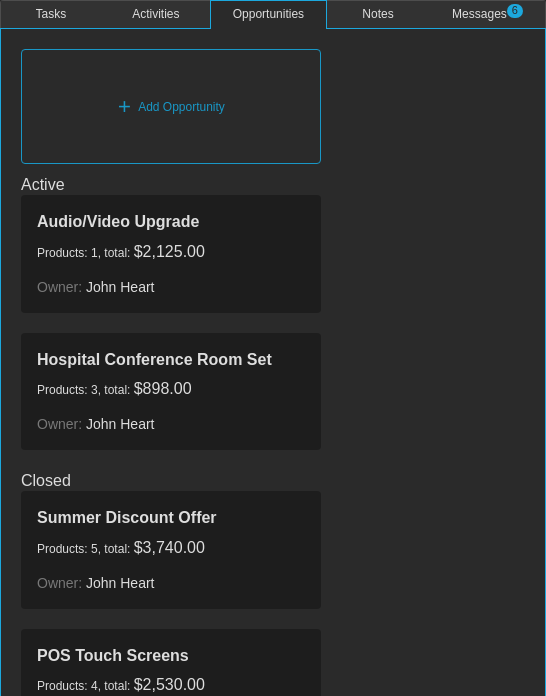 Tasks Activities Opportunities Notes Messages 6
+ Add Opportunity
Active
Audio/Video Upgrade
Products: 1, total: $2,125.00
Owner: John Heart
Hospital Conference Room Set
Products: 3, total: $898.00
Owner: John Heart
Closed
Summer Discount Offer
Products: 5, total: $3,740.00
Owner: John Heart
POS Touch Screens
Products: 4, total: $2,530.00